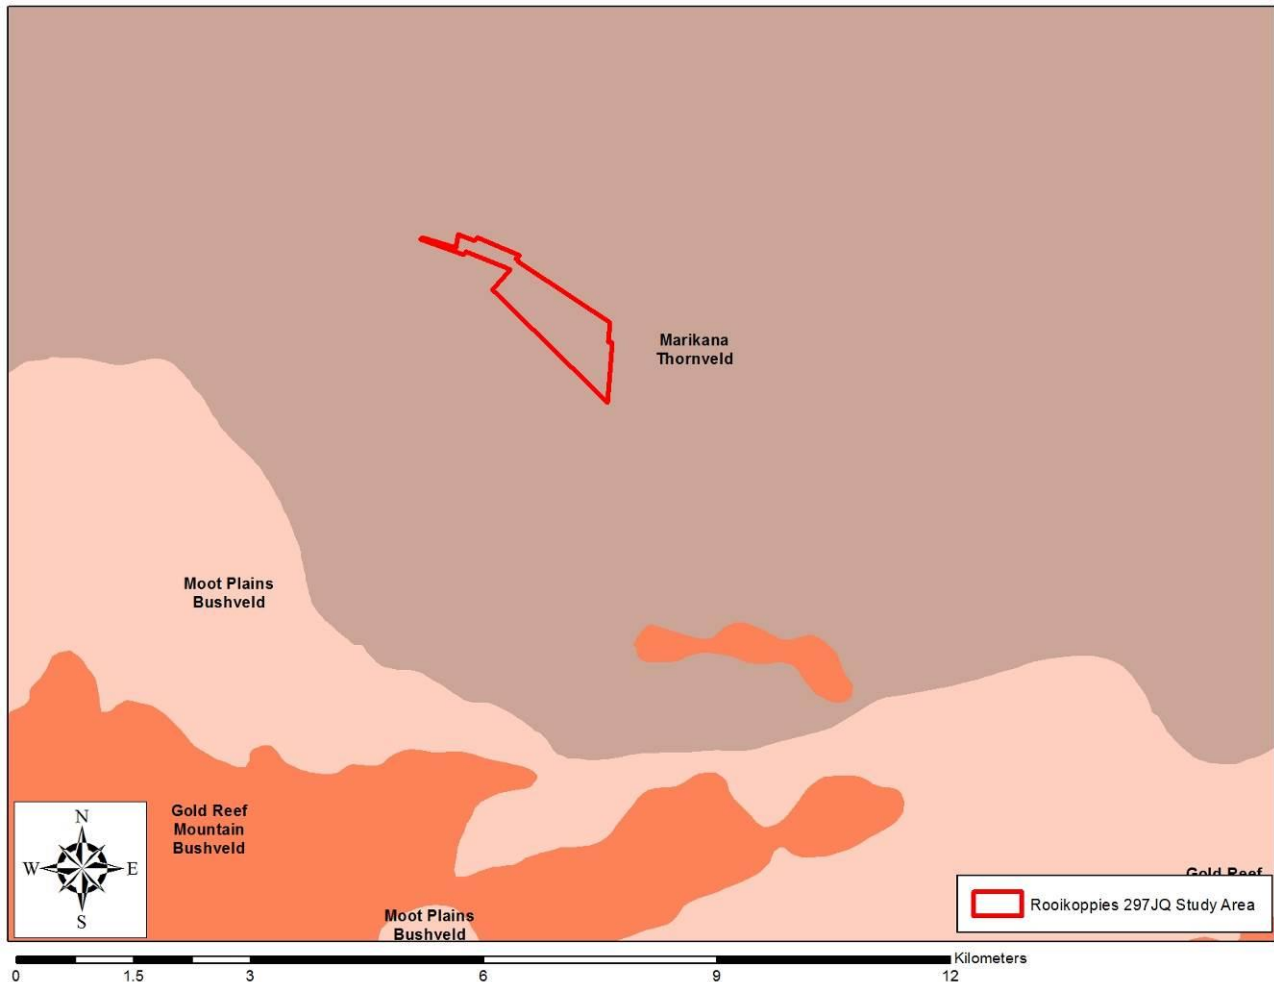 Marikana
Thornveld
Moot Plains
Bushveld
Gold Reef
Mountain
Bushveld
Moot Plains
Bushveld
Gold Reef
N
W
E
S
Rooikoppies 297JQ Study Area
Kilometers
0
1.5
3
6
9
12